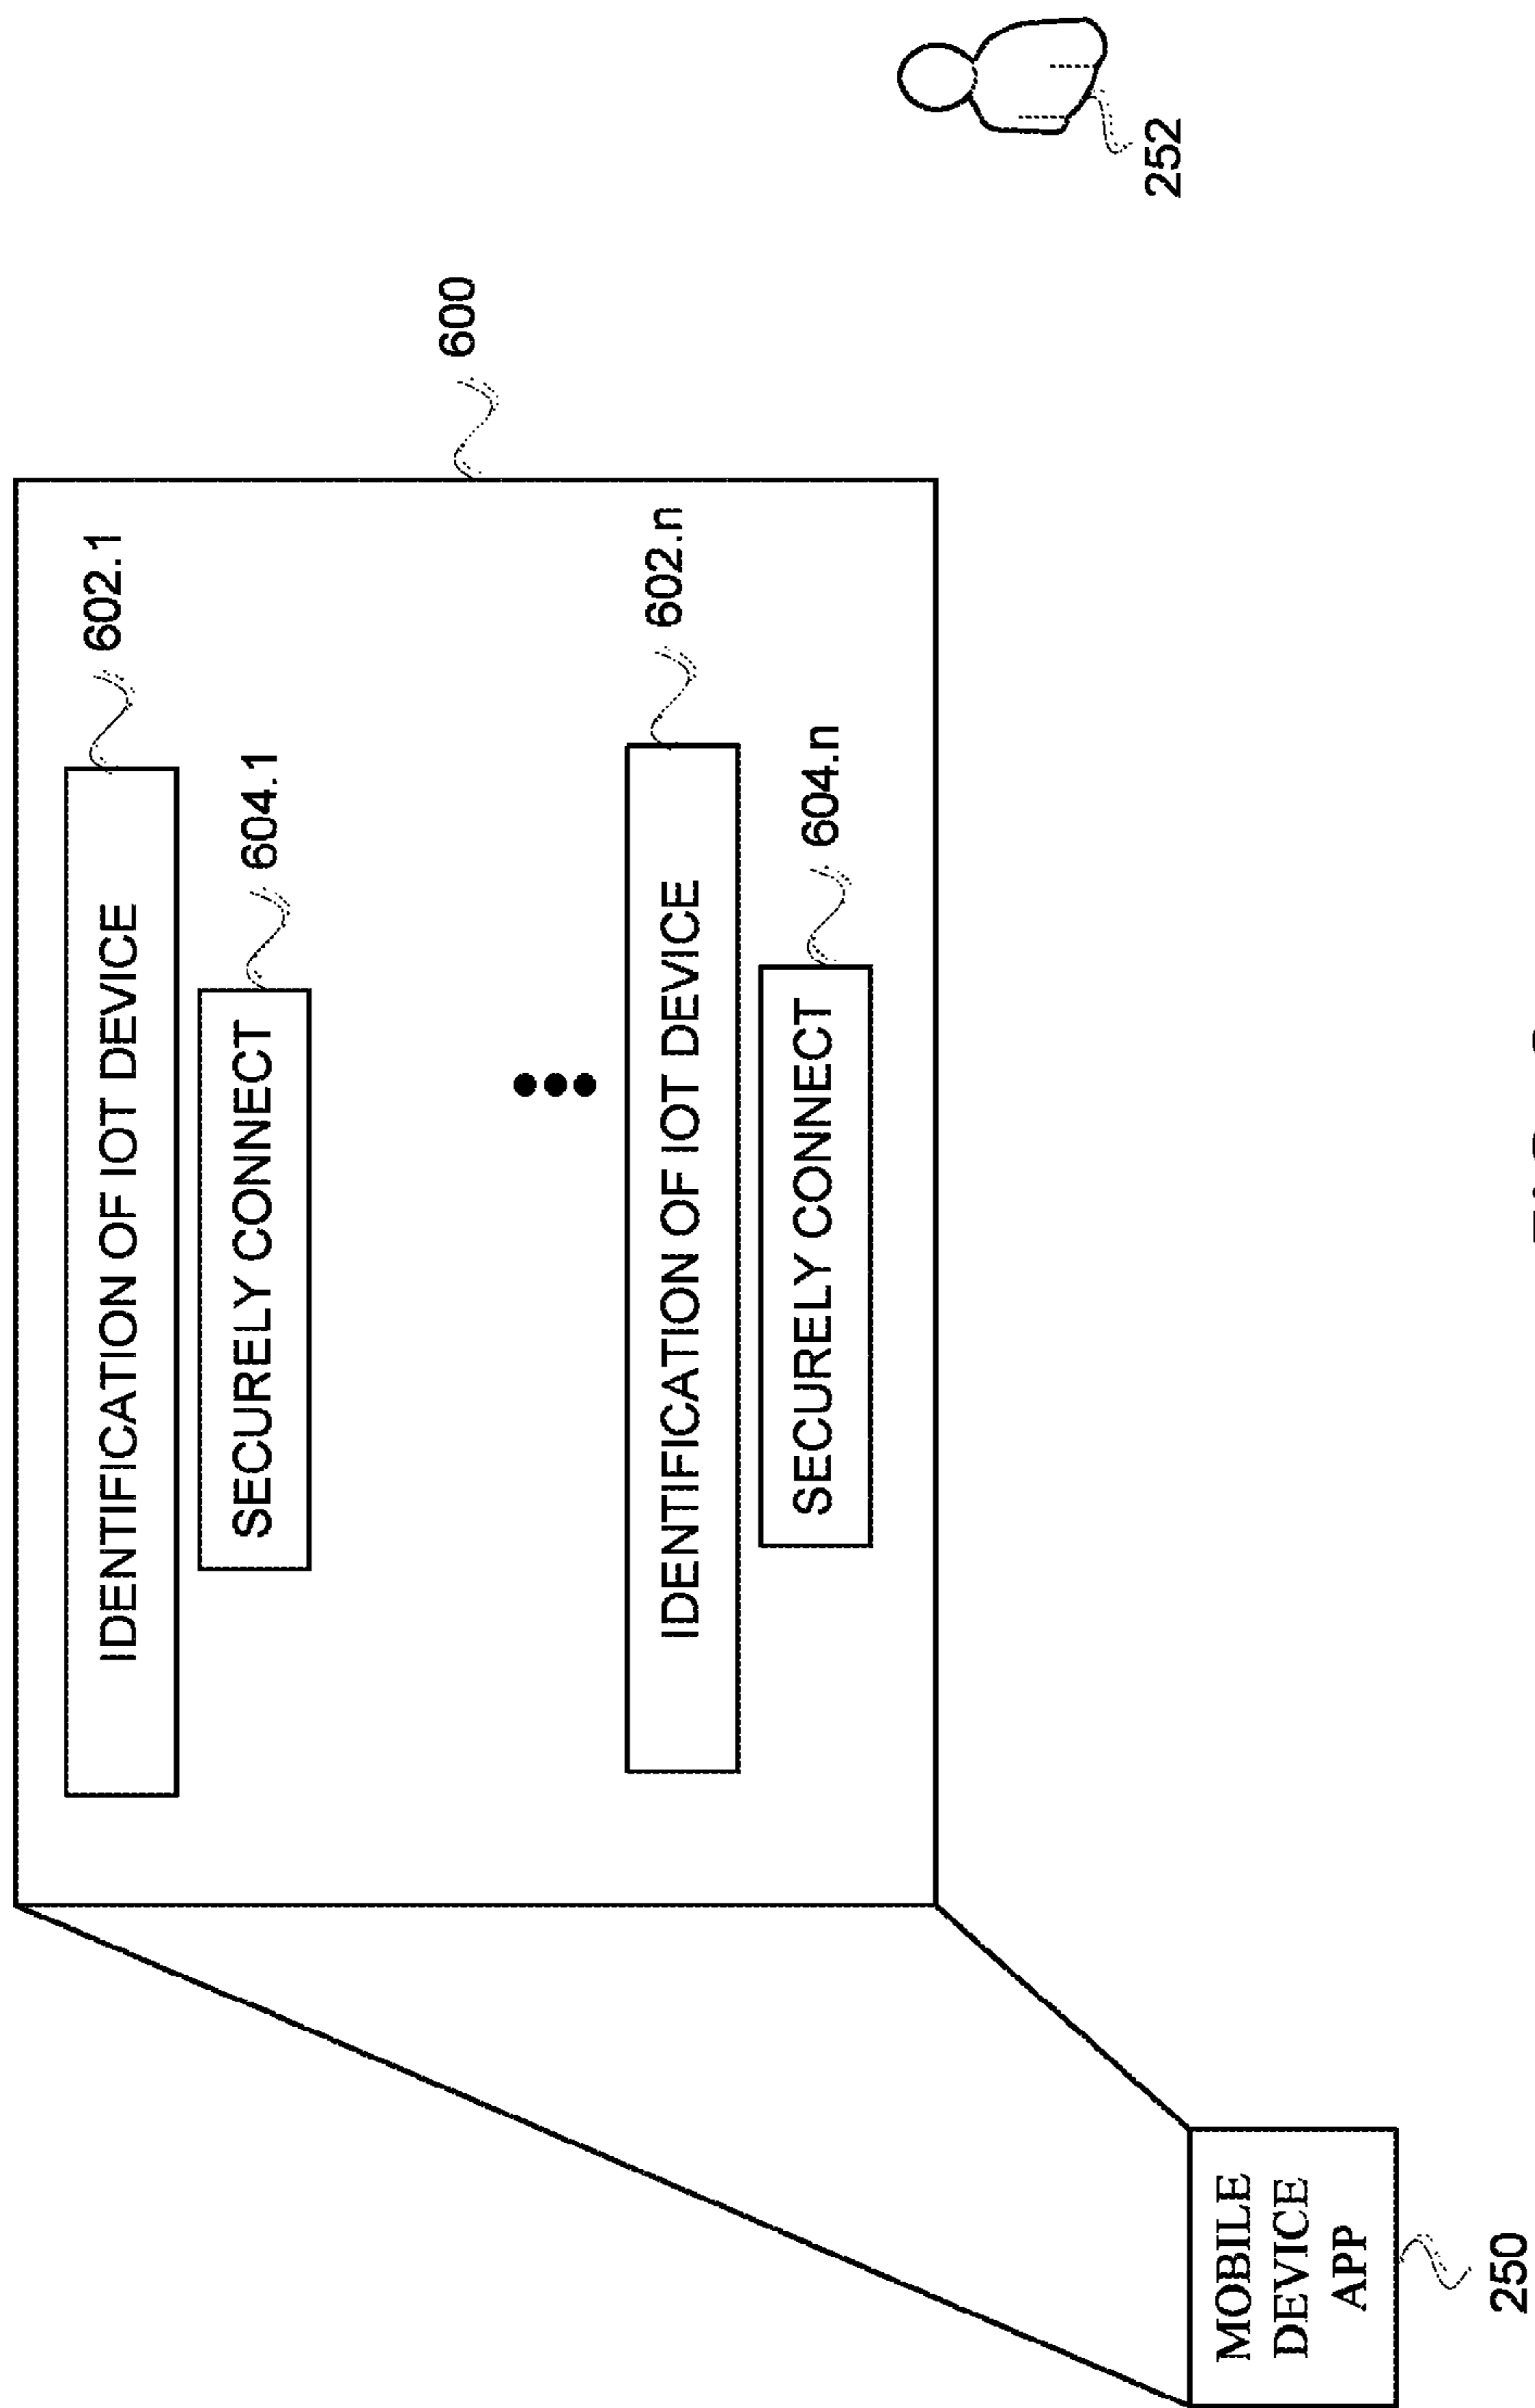 600
IDENTIFICATION OF IOT DEVICE
602.1
SECURELY CONNECT
604.1
IDENTIFICATION OF IOT DEVICE
602.n
SECURELY CONNECT
604.n
252
MOBILE
DEVICE
APP
250